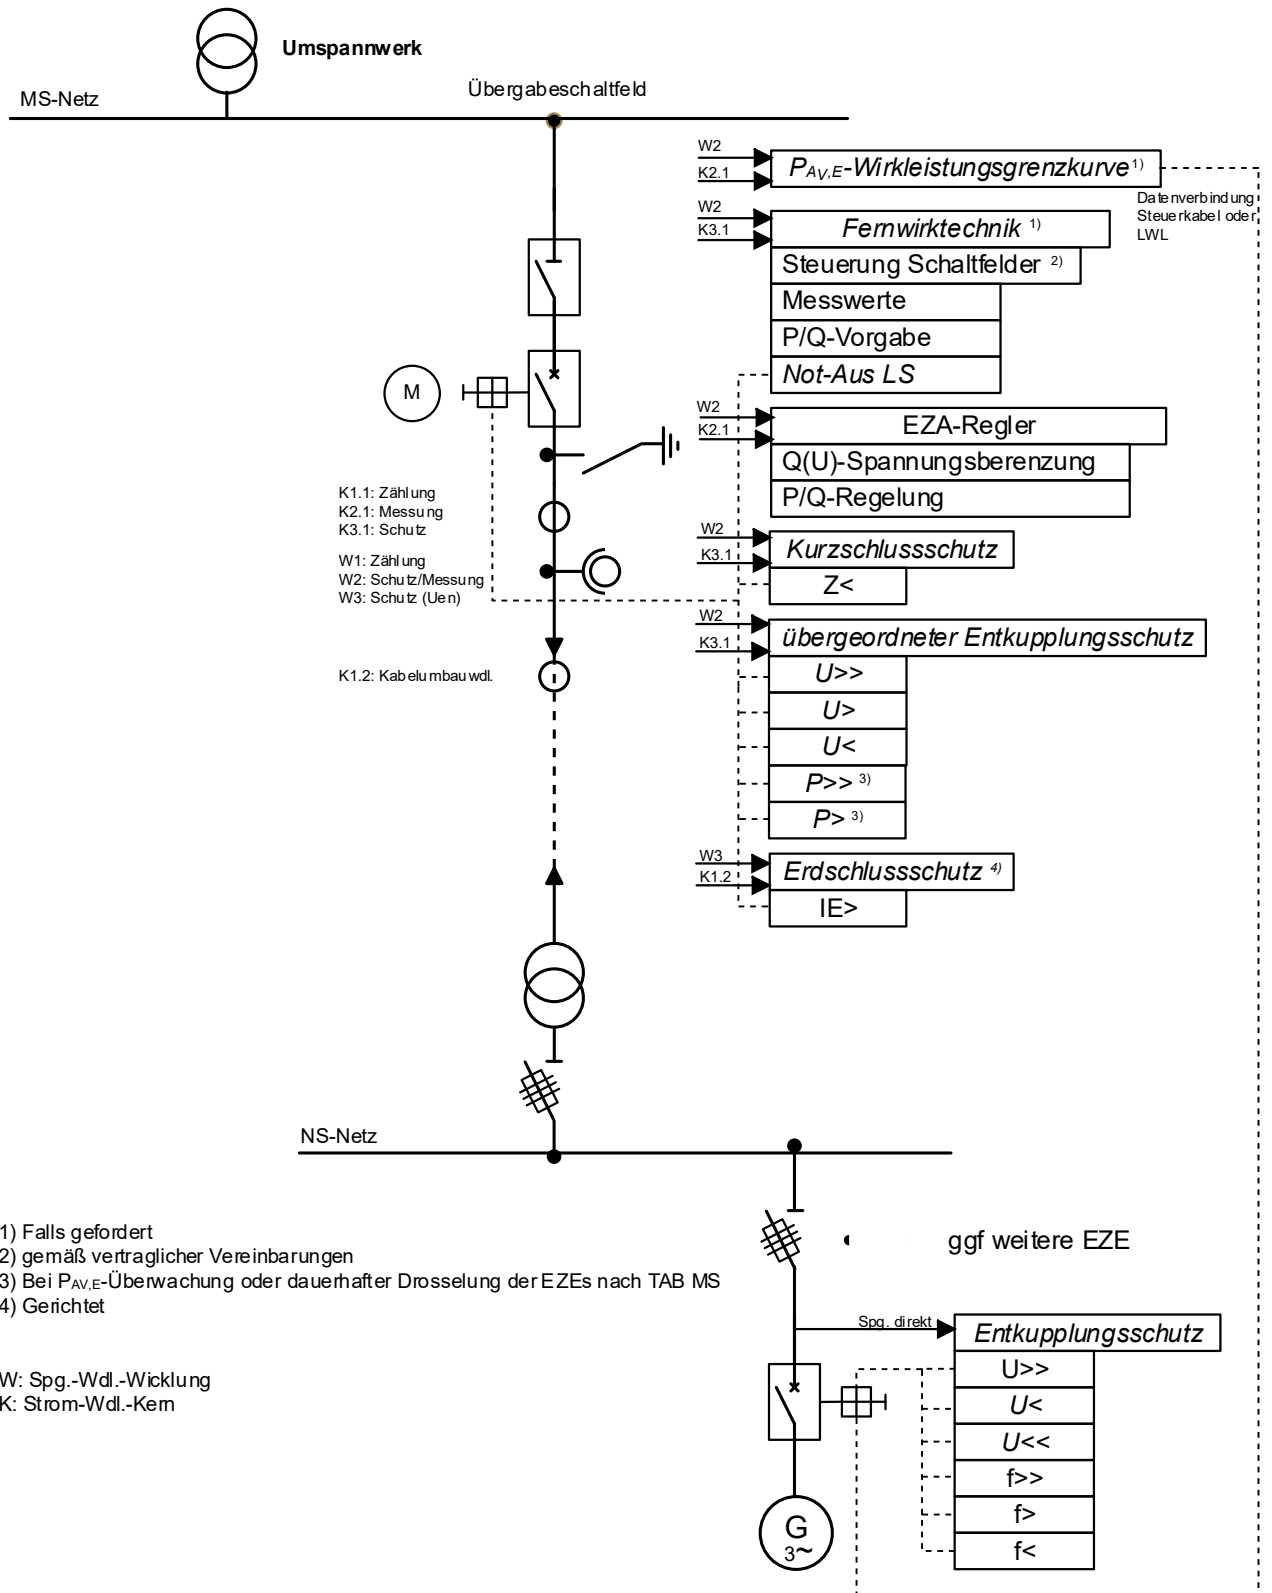 Umspannwerk
MS-Netz
Übergabeschaltfeld
W2
K2.1
PAV,E-Wirkleistungsgrenzkurve 1)
Datenverbindung
Steuerkabel oder
LWL
W2
K3.1
Fernwirktechnik 1)
Steuerung Schaltfelder 2)
Messwerte
P/Q-Vorgabe
Not-Aus LS
M
W2
K2.1
EZA-Regler
Q(U)-Spannungsberenzung
P/Q-Regelung
K1.1: Zählung
K2.1: Messung
K3.1: Schutz
W1: Zählung
W2: Schutz/Messung
W3: Schutz (Uen)
W2
K3.1
Kurzschlussschutz
Z<
W2
K3.1
übergeordneter Entkupplungsschutz
U>>
U>
U<
P>> 3)
P> 3)
K1.2: Kabelumbauwdl.
W3
K1.2
Erdschlussschutz 4)
IE>
NS-Netz
1) Falls gefordert
2) gemäß vertraglicher Vereinbarungen
3) Bei PAV,E-Überwachung oder dauerhafter Drosselung der EZEs nach TAB MS
4) Gerichtet
ggf weitere EZE
W: Spg.-Wdl.-Wicklung
K: Strom-Wdl.-Kern
Spg. direkt
Entkupplungsschutz
U>>
U<
U<<
f>>
f>
f<
G
3~